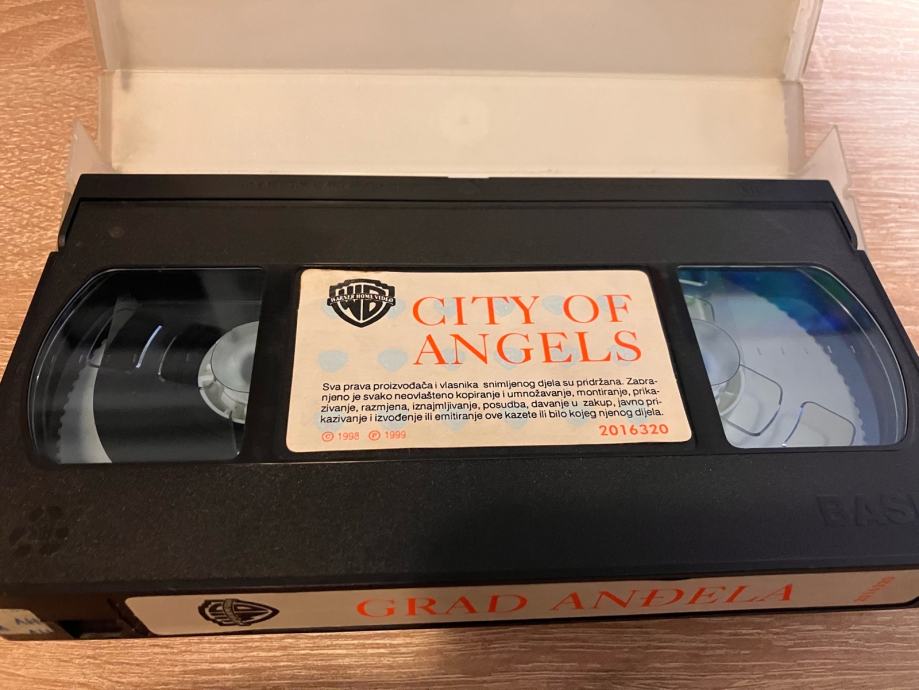 WARNER HOME VIDEO
CITY OF
ANGELS
Sva prava proizvođača i vlasnika snimljenog djela su pridržana. Zabra-
njeno je svako neovlašteno kopiranje i umnožavanje, montiranje, prika-
zivanje, razmjena, iznajmljivanje, posudba, davanje u zakup, javno pri-
kazivanje i izvođenje ili emitiranje ove kazete ili bilo kojeg njenog dijela.
© 1998 ℗ 1999
2016320
BAS
GRAD ANĐELA